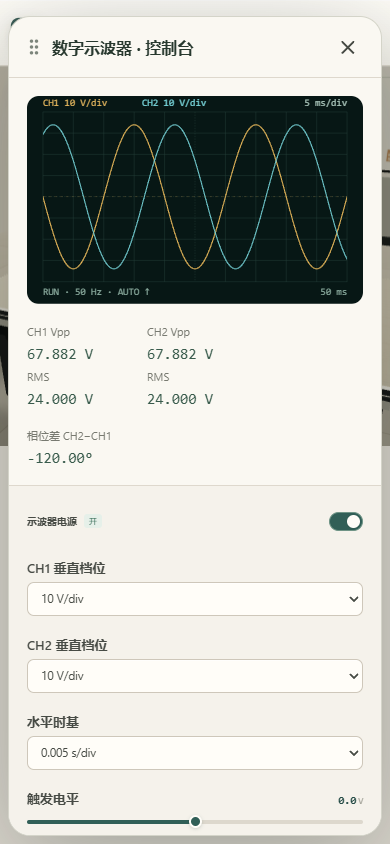 数字示波器 · 控制台
CH1 10 V/div CH2 10 V/div 5 ms/div
RUN · 50 Hz · AUTO ↑ 50 ms
CH1 Vpp CH2 Vpp
67.882 V 67.882 V
RMS RMS
24.000 V 24.000 V
相位差 CH2−CH1
-120.00°
示波器电源 开
CH1 垂直档位
10 V/div
CH2 垂直档位
10 V/div
水平时基
0.005 s/div
触发电平 0.0 V